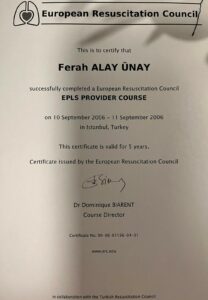 European Resuscitation Council
This is to certify that
Ferah ALAY ÜNAY
successfully completed a European Resuscitation Council
EPLS PROVIDER COURSE
on 10 September 2006 - 11 September 2006
in Istanbul, Turkey
This certificate is valid for 5 years.
Certificate issued by the European Resuscitation Council
Dr Dominique BIARENT
Course Director
Certificate No.
www.erc.edu
In collaboration with the Turkish Resuscitation Council